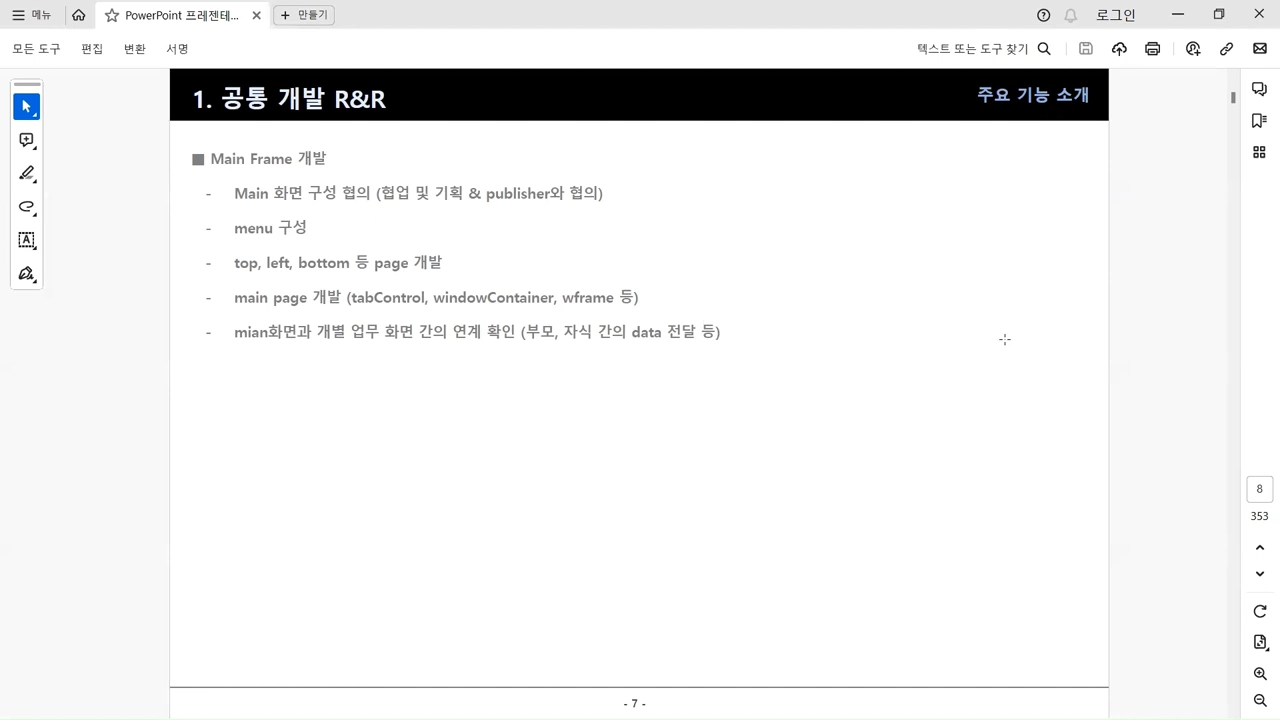 메뉴
PowerPoint 프레젠테...
만들기
로그인
모든 도구 편집 변환 서명
텍스트 또는 도구 찾기
1. 공통 개발 R&R
주요 기능 소개
■ Main Frame 개발
- Main 화면 구성 협의 (협업 및 기획 & publisher와 협의)
- menu 구성
- top, left, bottom 등 page 개발
- main page 개발 (tabControl, windowContainer, wframe 등)
- mian화면과 개별 업무 화면 간의 연계 확인 (부모, 자식 간의 data 전달 등)
8
353
- 7 -